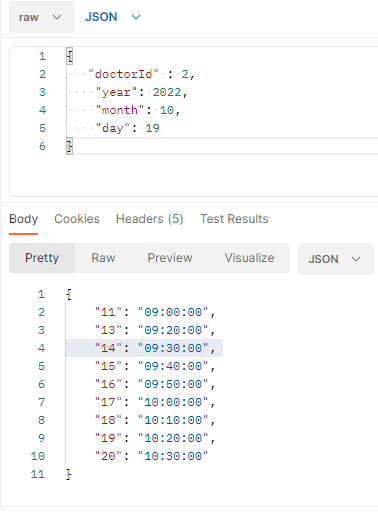 raw JSON
1 {
2 "doctorId" : 2,
3 "year": 2022,
4 "month": 10,
5 "day": 19
6 }
Body Cookies Headers (5) Test Results
Pretty Raw Preview Visualize JSON
1 {
2 "11": "09:00:00",
3 "13": "09:20:00",
4 "14": "09:30:00",
5 "15": "09:40:00",
6 "16": "09:50:00",
7 "17": "10:00:00",
8 "18": "10:10:00",
9 "19": "10:20:00",
10 "20": "10:30:00"
11 }